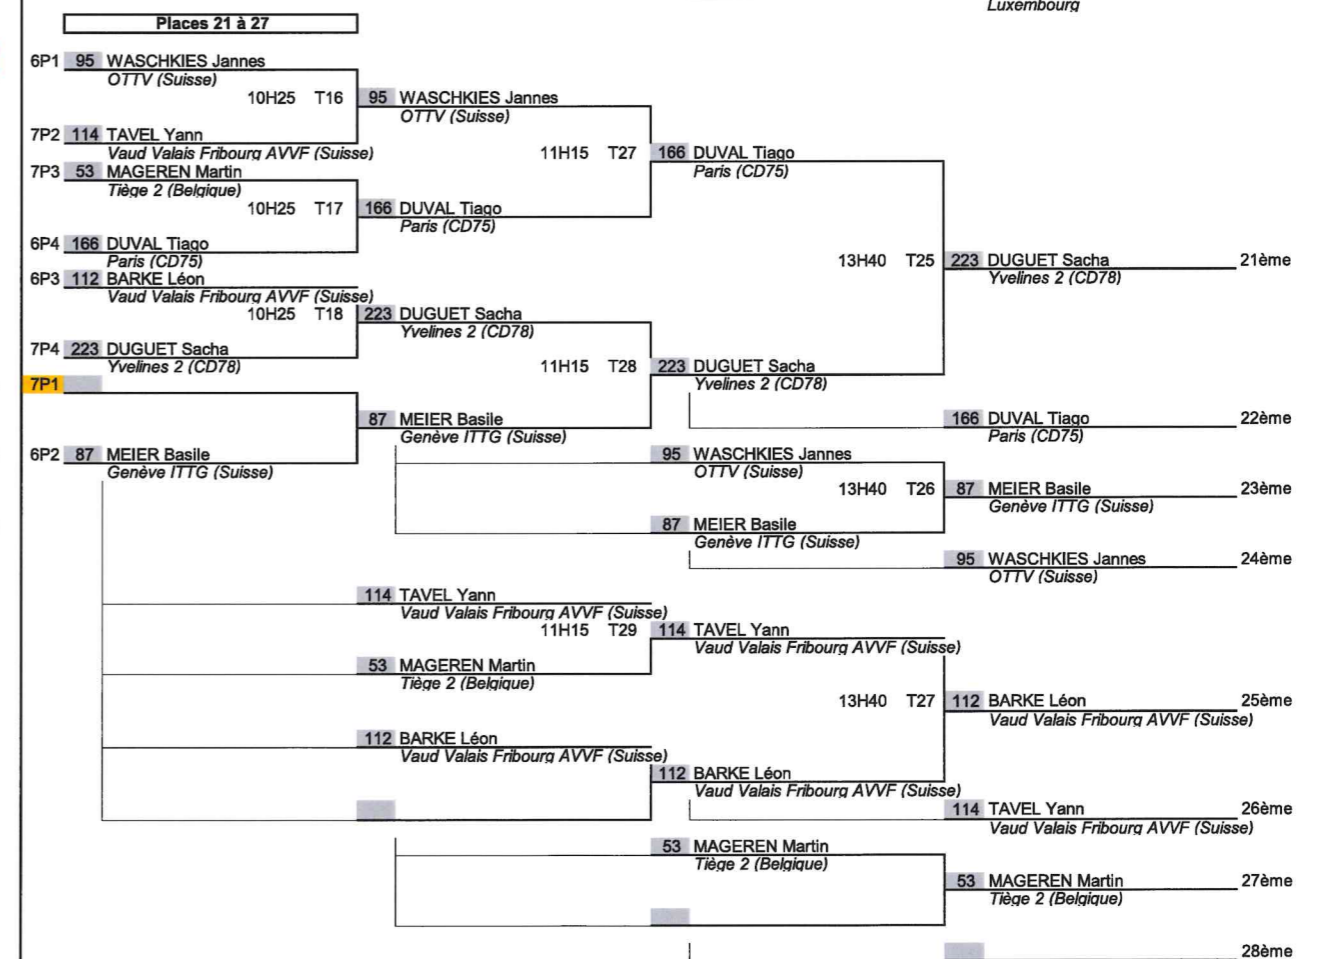 Luxembourg
Places 21 à 27
6P1 95 WASCHKIES Jannes
OTTV (Suisse)
10H25 T16 95 WASCHKIES Jannes
OTTV (Suisse)
7P2 114 TAVEL Yann
Vaud Valais Fribourg AVVF (Suisse)
11H15 T27 166 DUVAL Tiago
Paris (CD75)
7P3 53 MAGEREN Martin
Tiège 2 (Belgique)
10H25 T17 166 DUVAL Tiago
Paris (CD75)
6P4 166 DUVAL Tiago
Paris (CD75)
13H40 T25 223 DUGUET Sacha 21ème
Yvelines 2 (CD78)
6P3 112 BARKE Léon
Vaud Valais Fribourg AVVF (Suisse)
10H25 T18 223 DUGUET Sacha
Yvelines 2 (CD78)
7P4 223 DUGUET Sacha
Yvelines 2 (CD78)
11H15 T28 223 DUGUET Sacha
Yvelines 2 (CD78)
7P1
87 MEIER Basile
Genève ITTG (Suisse)
166 DUVAL Tiago 22ème
Paris (CD75)
6P2 87 MEIER Basile
Genève ITTG (Suisse)
95 WASCHKIES Jannes
OTTV (Suisse)
13H40 T26 87 MEIER Basile 23ème
Genève ITTG (Suisse)
87 MEIER Basile
Genève ITTG (Suisse)
95 WASCHKIES Jannes 24ème
OTTV (Suisse)
114 TAVEL Yann
Vaud Valais Fribourg AVVF (Suisse)
11H15 T29 114 TAVEL Yann
Vaud Valais Fribourg AVVF (Suisse)
53 MAGEREN Martin
Tiège 2 (Belgique)
13H40 T27 112 BARKE Léon 25ème
Vaud Valais Fribourg AVVF (Suisse)
112 BARKE Léon
Vaud Valais Fribourg AVVF (Suisse)
112 BARKE Léon
Vaud Valais Fribourg AVVF (Suisse)
114 TAVEL Yann 26ème
Vaud Valais Fribourg AVVF (Suisse)
53 MAGEREN Martin
Tiège 2 (Belgique)
53 MAGEREN Martin 27ème
Tiège 2 (Belgique)
28ème